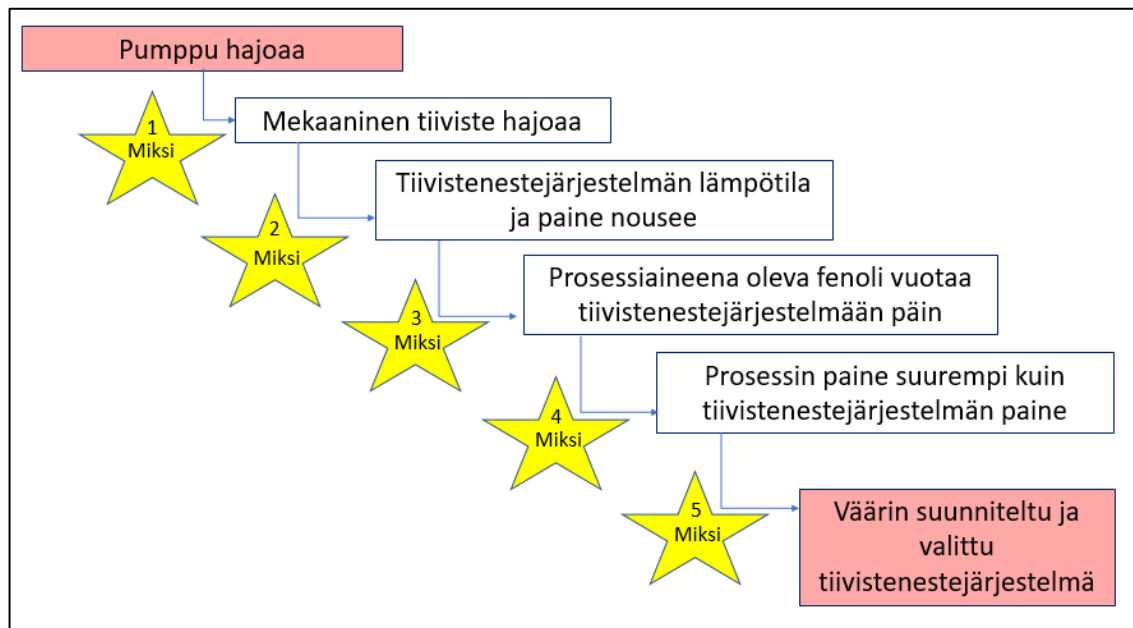 Pumppu hajoaa
1
Miksi
Mekaaninen tiiviste hajoaa
2
Miksi
Tiivistenestejärjestelmän lämpötila
ja paine nousee
3
Miksi
Prosessiaineena oleva fenoli vuotaa
tiivistenestejärjestelmään päin
4
Miksi
Prosessin paine suurempi kuin
tiivistenestejärjestelmän paine
5
Miksi
Väärin suunniteltu ja
valittu
tiivistenestejärjestelmä